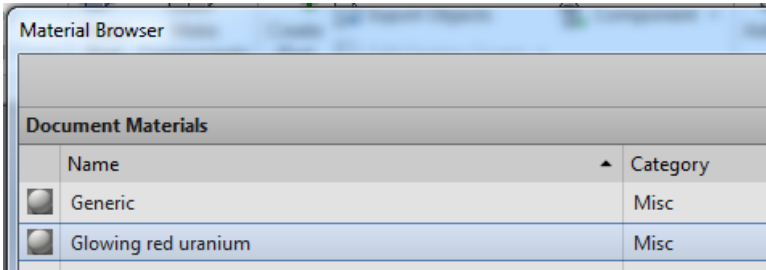 Material Browser
Document Materials
Name Category
Generic Misc
Glowing red uranium Misc